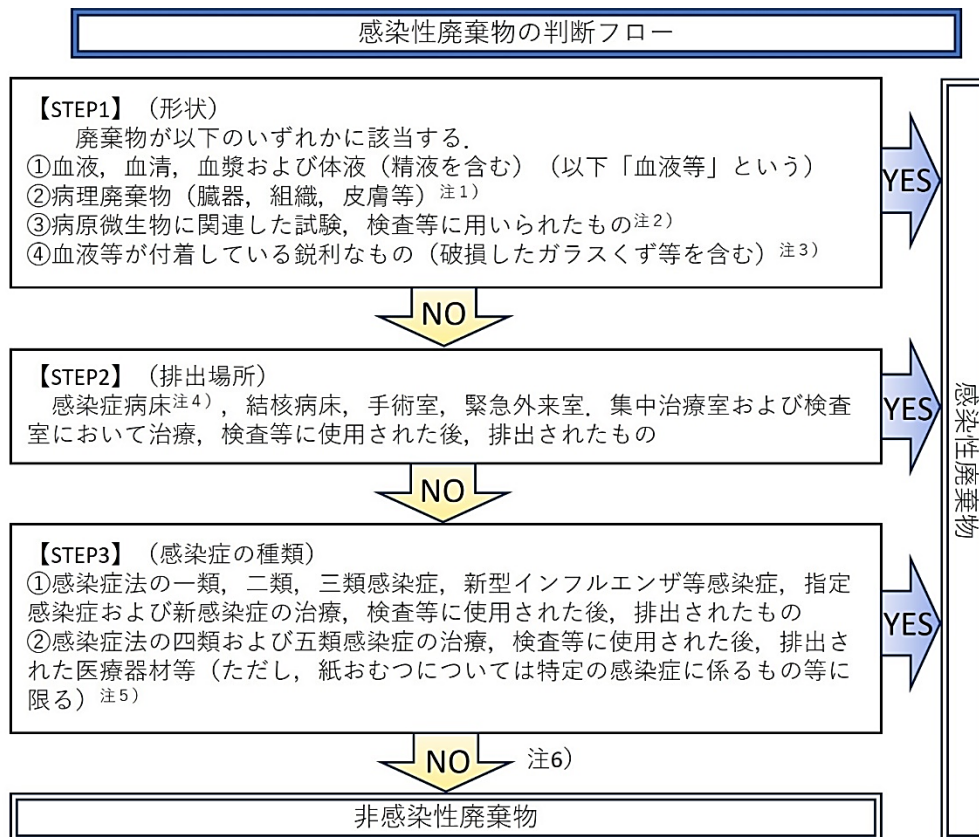 感染性廃棄物の判断フロー
【STEP1】（形状）
廃棄物が以下のいずれかに該当する．
①血液，血清，血漿および体液（精液を含む）（以下「血液等」という）
②病理廃棄物（臓器，組織，皮膚等）注1）
③病原微生物に関連した試験，検査等に用いられたもの注2）
④血液等が付着している鋭利なもの（破損したガラスくず等を含む）注3）
YES
NO
【STEP2】（排出場所）
感染症病床注4），結核病床，手術室，緊急外来室．集中治療室および検査
室において治療，検査等に使用された後，排出されたもの
YES
NO
【STEP3】（感染症の種類）
①感染症法の一類，二類，三類感染症，新型インフルエンザ等感染症，指定
感染症および新感染症の治療，検査等に使用された後，排出されたもの
②感染症法の四類および五類感染症の治療，検査等に使用された後，排出さ
れた医療器材等（ただし，紙おむつについては特定の感染症に係るもの等に
限る）注5）
YES
NO
注6）
非感染性廃棄物
感染性廃棄物